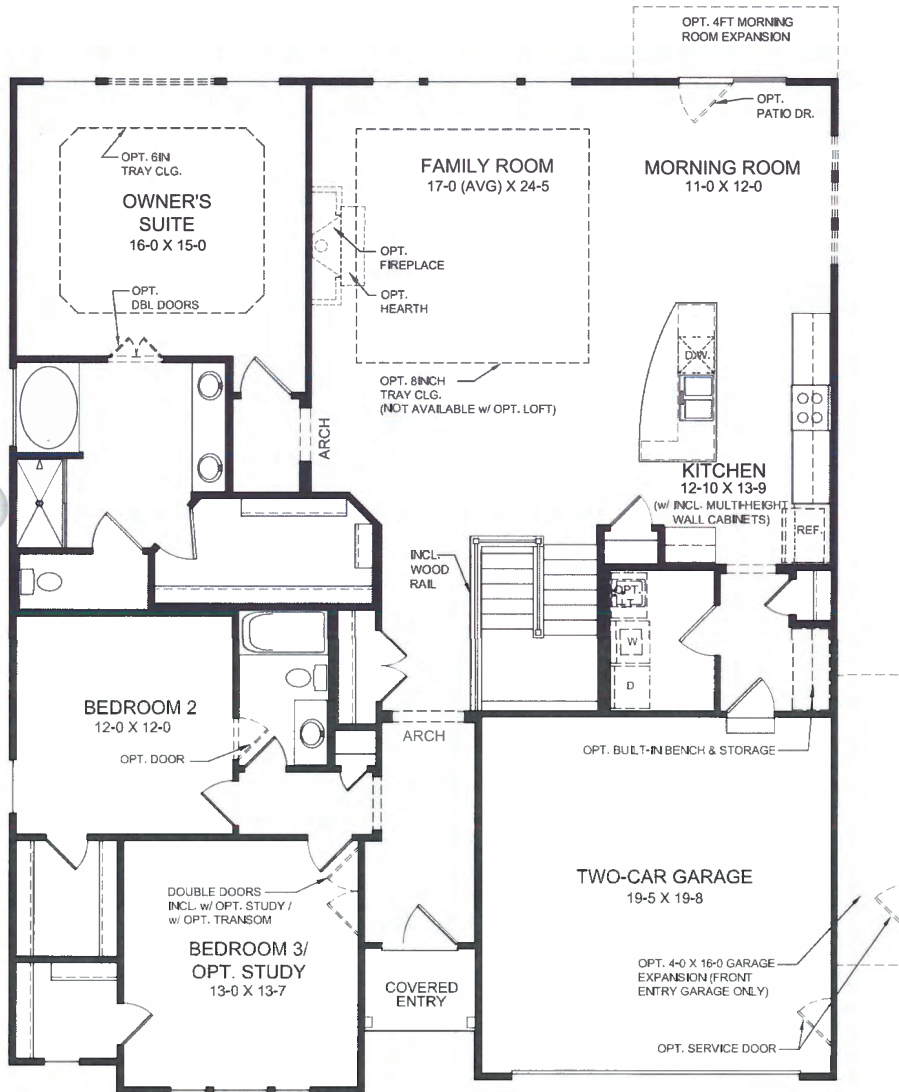 OPT. 4FT MORNING
ROOM EXPANSION
OPT.
PATIO DR.
OPT. 6IN
TRAY CLG.
OWNER'S
SUITE
16-0 X 15-0
OPT.
DBL DOORS
FAMILY ROOM
17-0 (AVG) X 24-5
OPT.
FIREPLACE
OPT.
HEARTH
OPT. 8INCH
TRAY CLG.
(NOT AVAILABLE w/ OPT. LOFT)
MORNING ROOM
11-0 X 12-0
D.W.
ARCH
KITCHEN
12-10 X 13-9
(w/ INCL. MULTI-HEIGHT
WALL CABINETS)
REF.
INCL.
WOOD
RAIL
OPT.
LT
W
D
BEDROOM 2
12-0 X 12-0
OPT. DOOR
ARCH
OPT. BUILT-IN BENCH & STORAGE
DOUBLE DOORS
INCL. w/ OPT. STUDY /
w/ OPT. TRANSOM
BEDROOM 3/
OPT. STUDY
13-0 X 13-7
COVERED
ENTRY
TWO-CAR GARAGE
19-5 X 19-8
OPT. 4-0 X 16-0 GARAGE
EXPANSION (FRONT
ENTRY GARAGE ONLY)
OPT. SERVICE DOOR